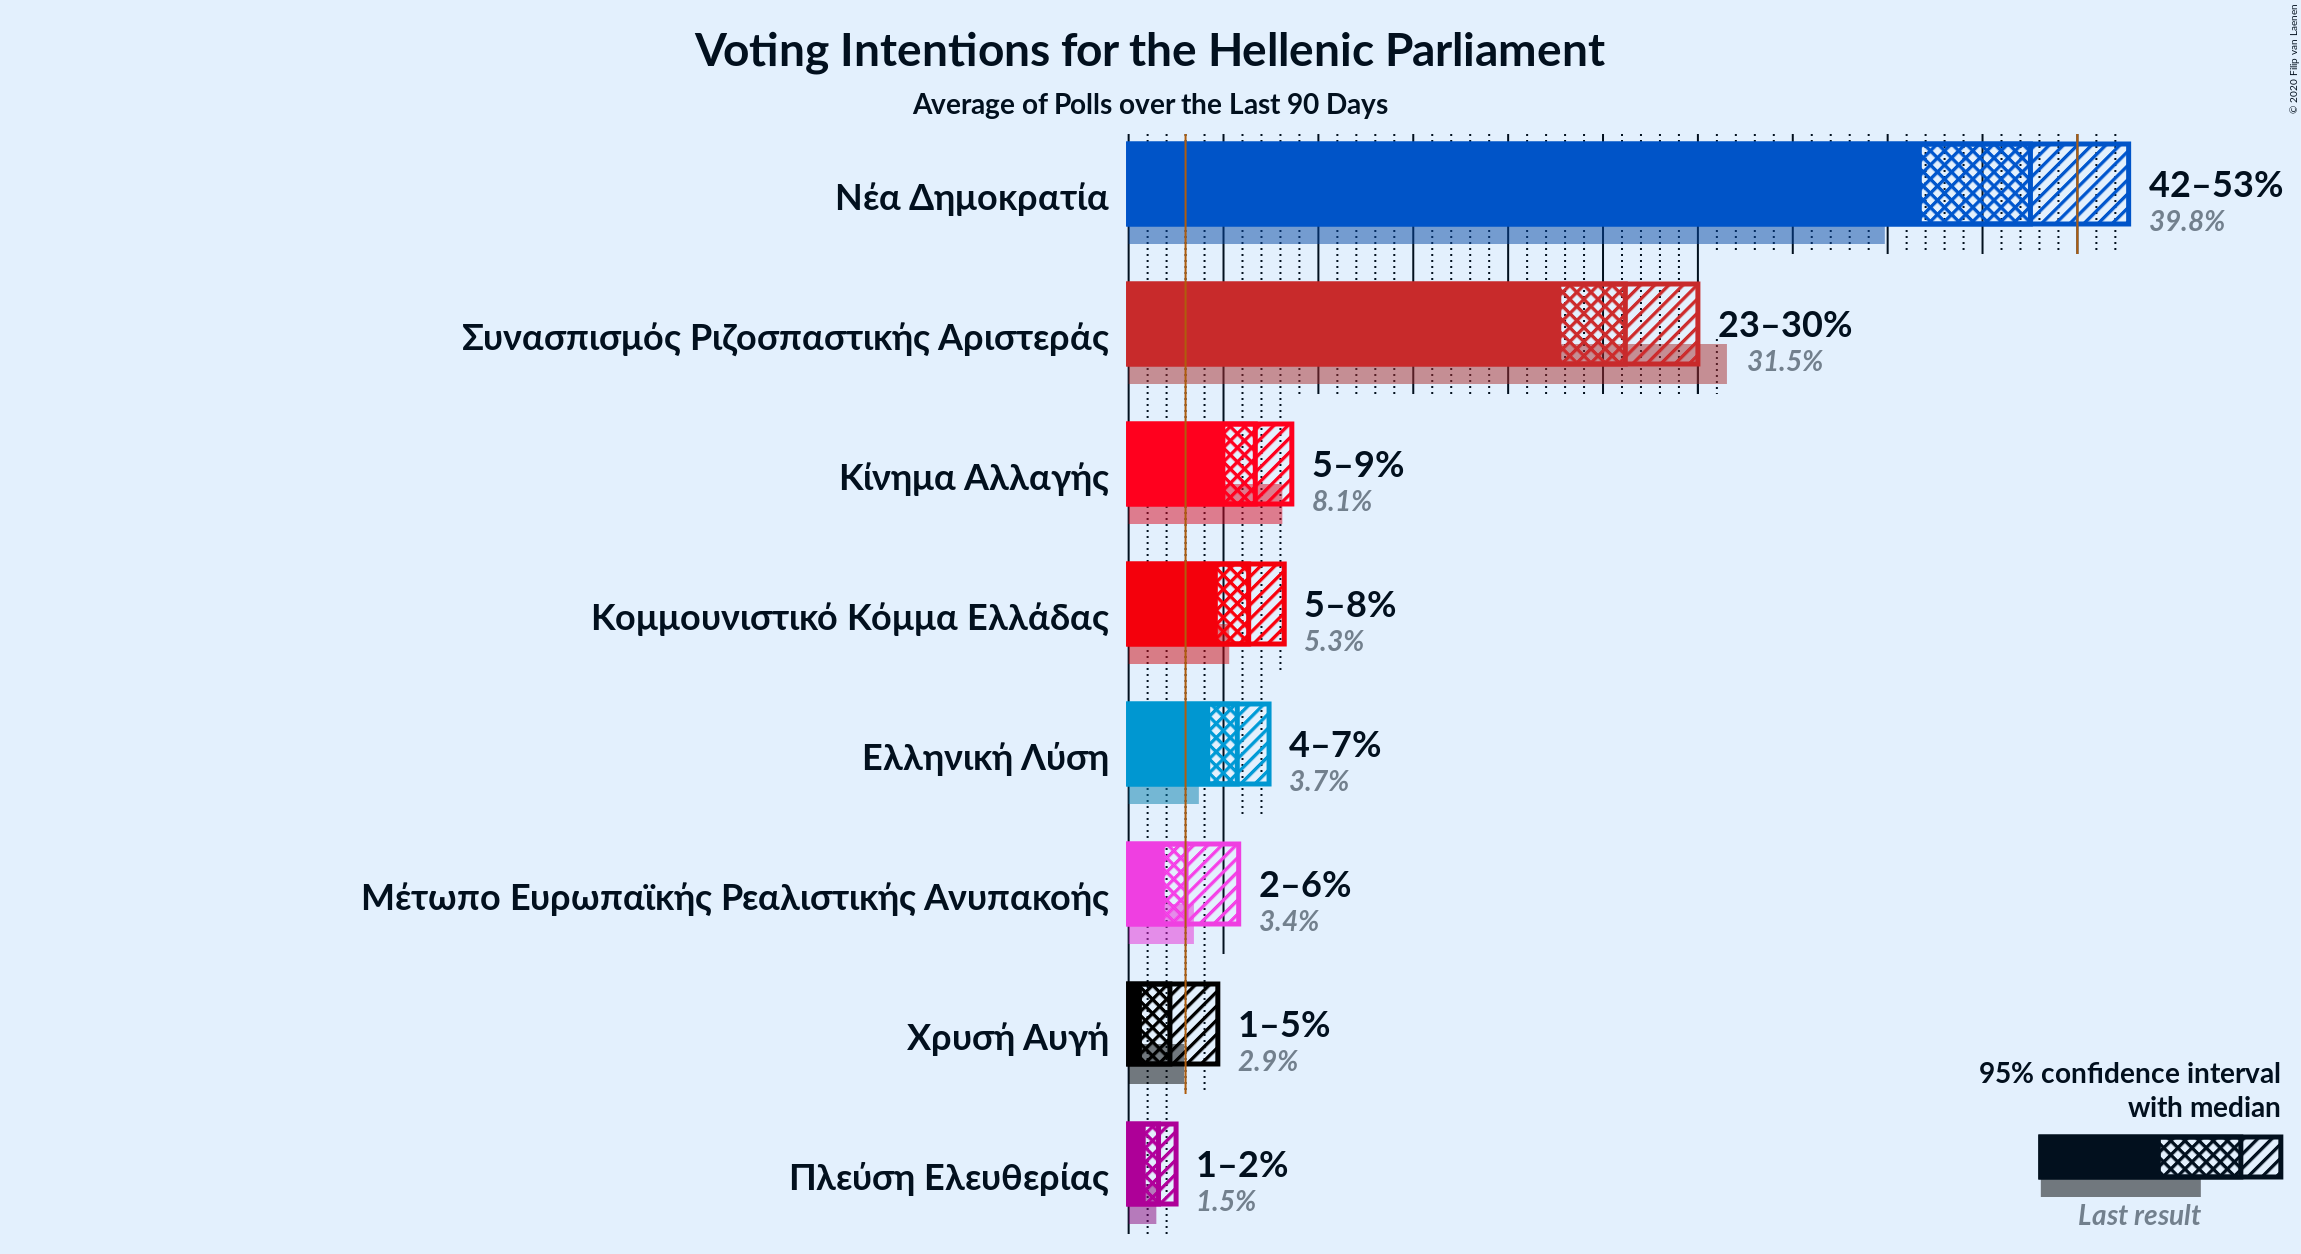 Voting Intentions for the Hellenic Parliament
Average of Polls over the Last 90 Days
© 2020 Filip van Laenen
Νέα Δημοκρατία
42–53%
39.8%
Συνασπισμός Ριζοσπαστικής Αριστεράς
23–30%
31.5%
Κίνημα Αλλαγής
5–9%
8.1%
Κομμουνιστικό Κόμμα Ελλάδας
5–8%
5.3%
Ελληνική Λύση
4–7%
3.7%
Μέτωπο Ευρωπαϊκής Ρεαλιστικής Ανυπακοής
2–6%
3.4%
Χρυσή Αυγή
1–5%
2.9%
Πλεύση Ελευθερίας
1–2%
1.5%
95% confidence interval
with median
Last result